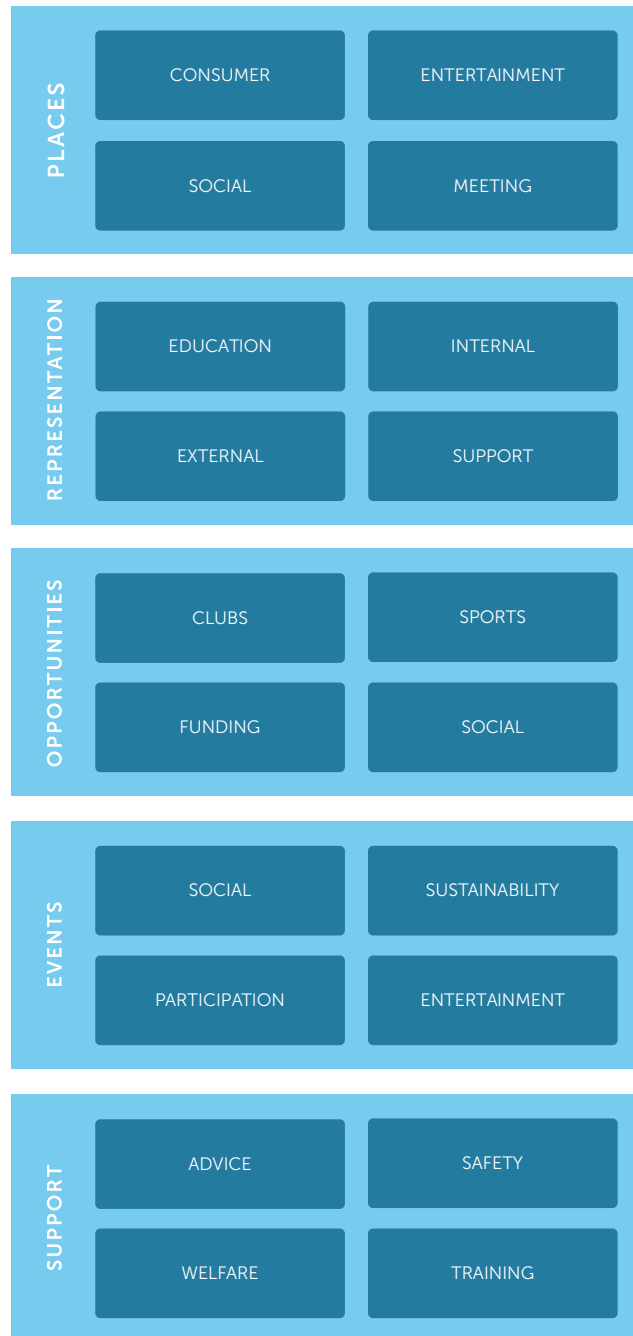 PLACES
CONSUMER
ENTERTAINMENT
SOCIAL
MEETING
REPRESENTATION
EDUCATION
INTERNAL
EXTERNAL
SUPPORT
OPPORTUNITIES
CLUBS
SPORTS
FUNDING
SOCIAL
EVENTS
SOCIAL
SUSTAINABILITY
PARTICIPATION
ENTERTAINMENT
SUPPORT
ADVICE
SAFETY
WELFARE
TRAINING